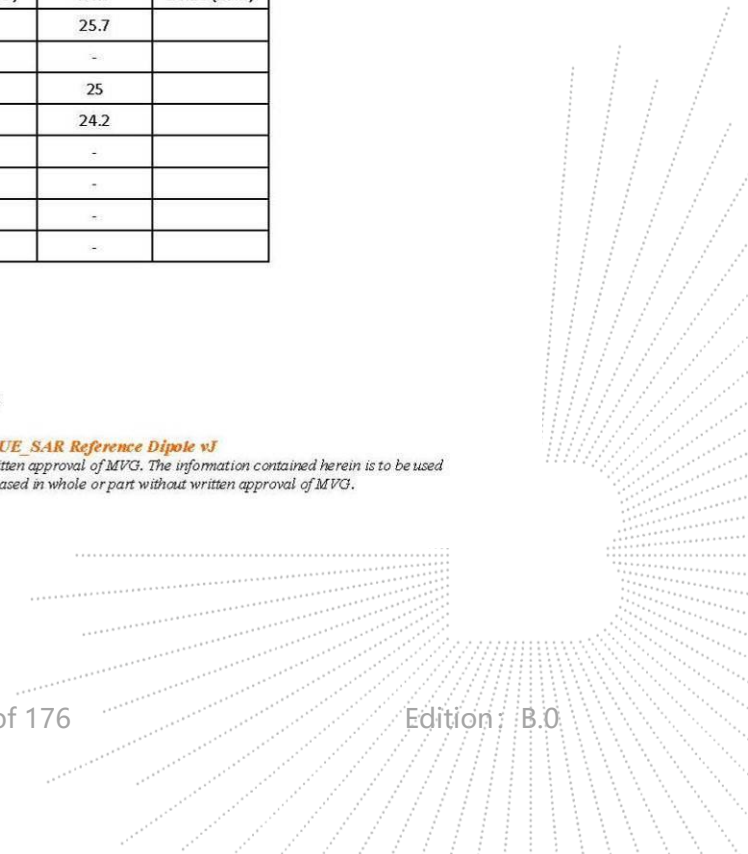 25.7
-
25
24.2
-
-
-
-
UE_SAR Reference Dipole vJ
tten approval of MVG. The information contained herein is to be used
ased in whole or part without written approval of MVG.
of 176
Edition: B.0